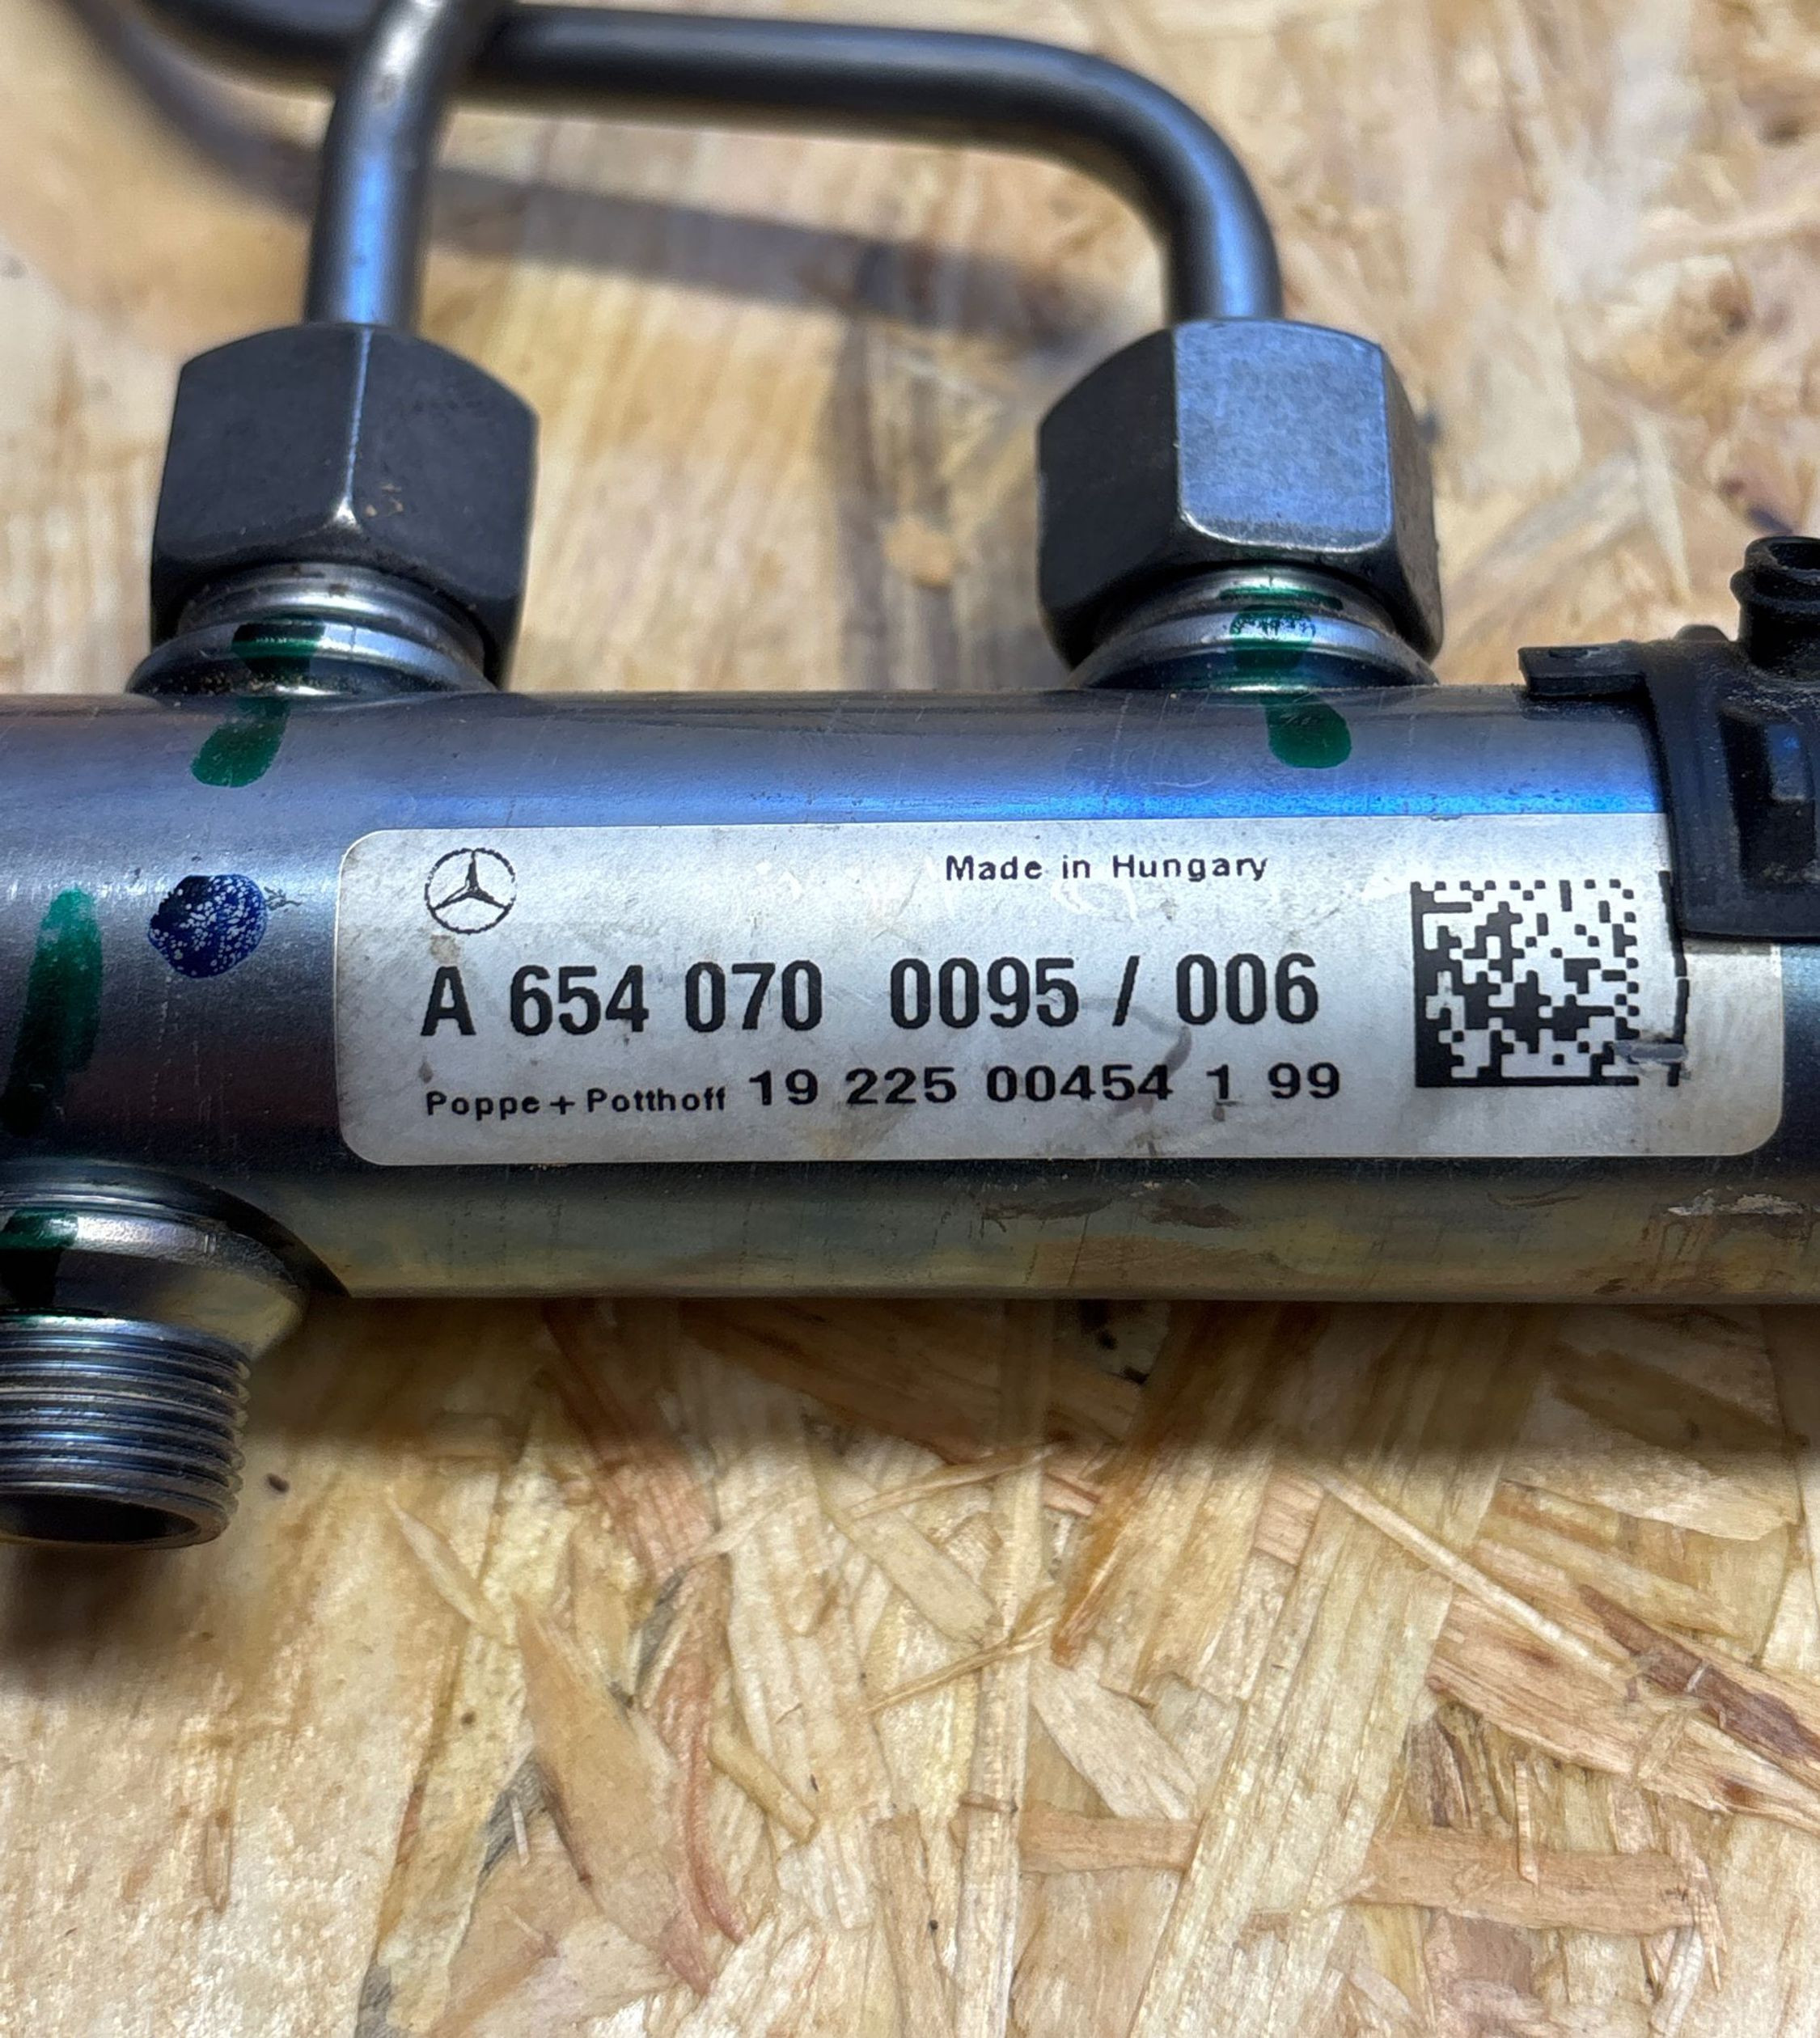 Made in Hungary
A 654 070 0095 / 006
Poppe + Potthoff 19 225 00454 1 99